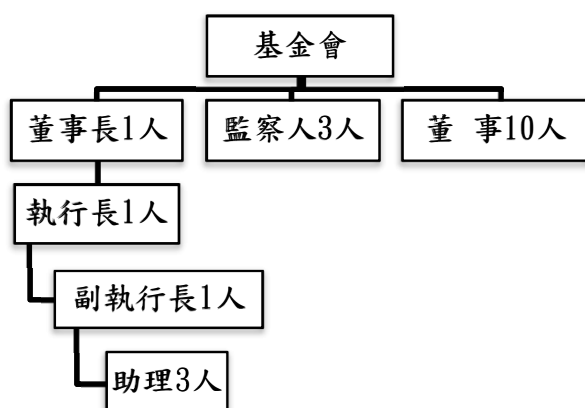 基金會
董事長1人
監察人3人
董 事10人
執行長1人
副執行長1人
助理3人